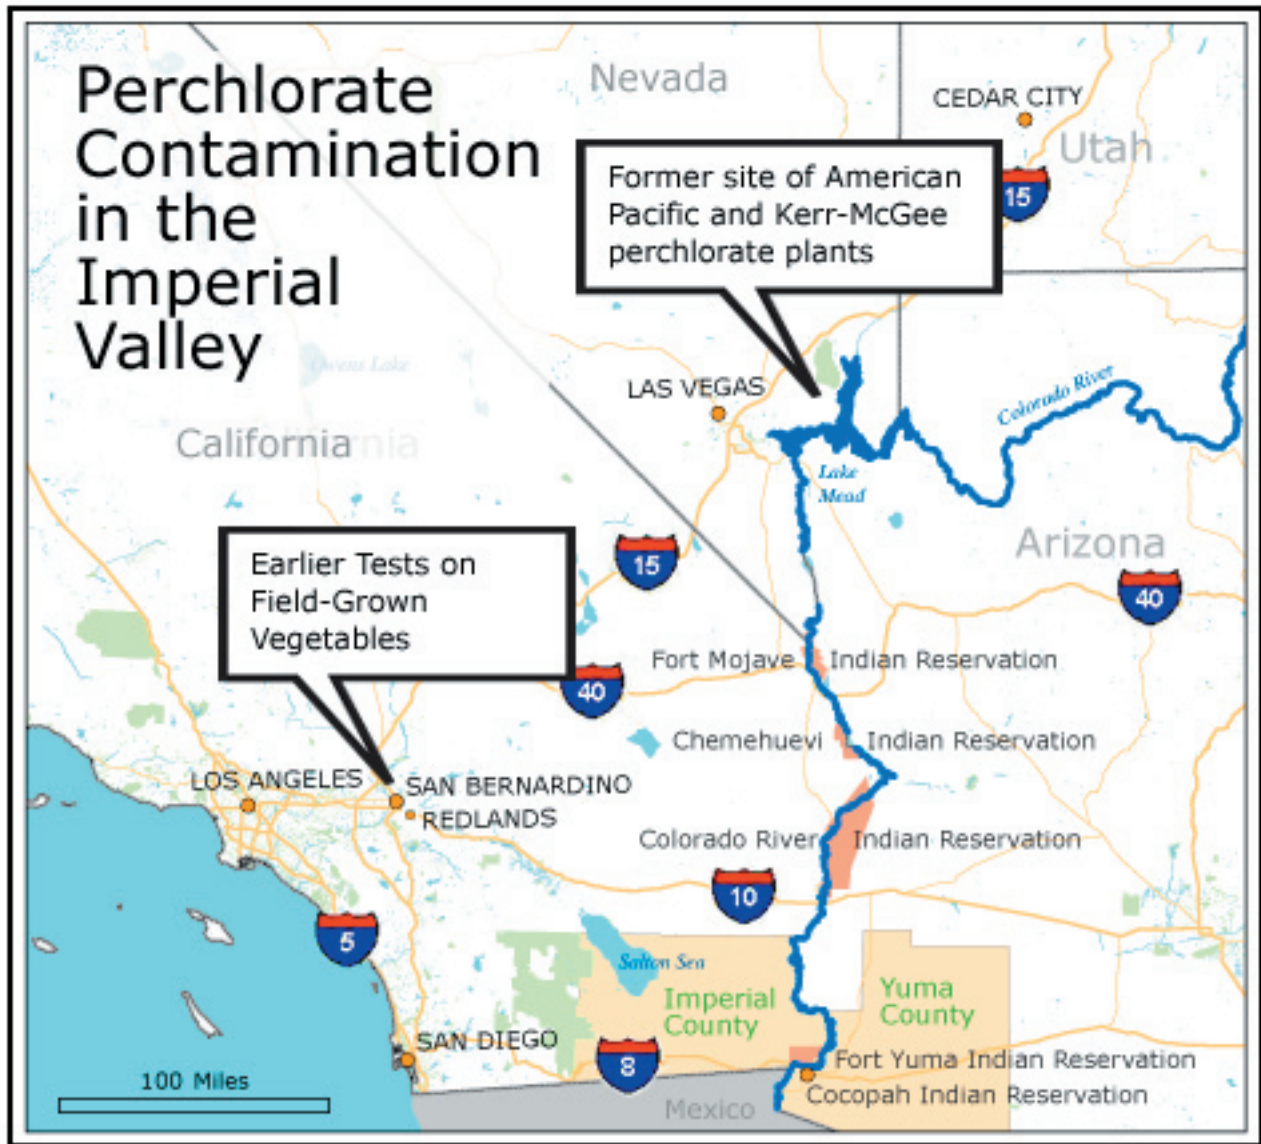 Perchlorate
Contamination
in the
Imperial
Valley
Nevada
CEDAR CITY
Utah
Former site of American
Pacific and Kerr-McGee
perchlorate plants
15
Owens Lake
LAS VEGAS
Colorado River
California
Lake
Mead
Earlier Tests on
Field-Grown
Vegetables
15
Arizona
40
40
Fort Mojave Indian Reservation
Chemehuevi Indian Reservation
LOS ANGELES
SAN BERNARDINO
REDLANDS
Colorado River Indian Reservation
10
5
Salton Sea
Imperial
County
Yuma
County
SAN DIEGO
8
Fort Yuma Indian Reservation
Cocopah Indian Reservation
100 Miles
Mexico